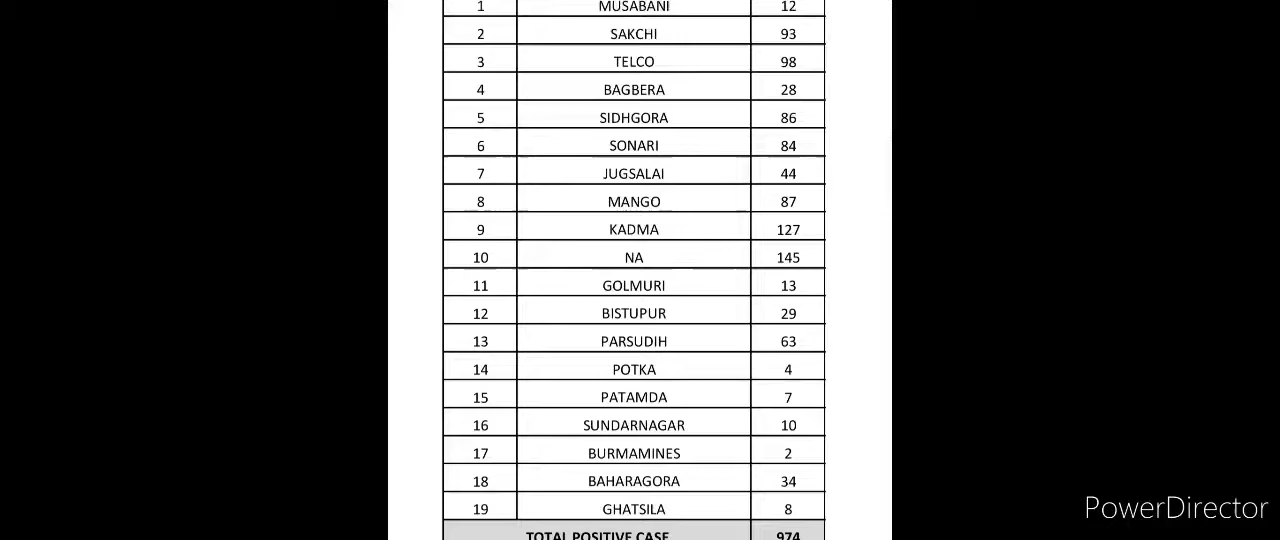 1 MUSABANI 12
2 SAKCHI 93
3 TELCO 98
4 BAGBERA 28
5 SIDHGORA 86
6 SONARI 84
7 JUGSALAI 44
8 MANGO 87
9 KADMA 127
10 NA 145
11 GOLMURI 13
12 BISTUPUR 29
13 PARSUDIH 63
14 POTKA 4
15 PATAMDA 7
16 SUNDARNAGAR 10
17 BURMAMINES 2
18 BAHARAGORA 34
19 GHATSILA 8
TOTAL POSITIVE CASE 974
PowerDirector